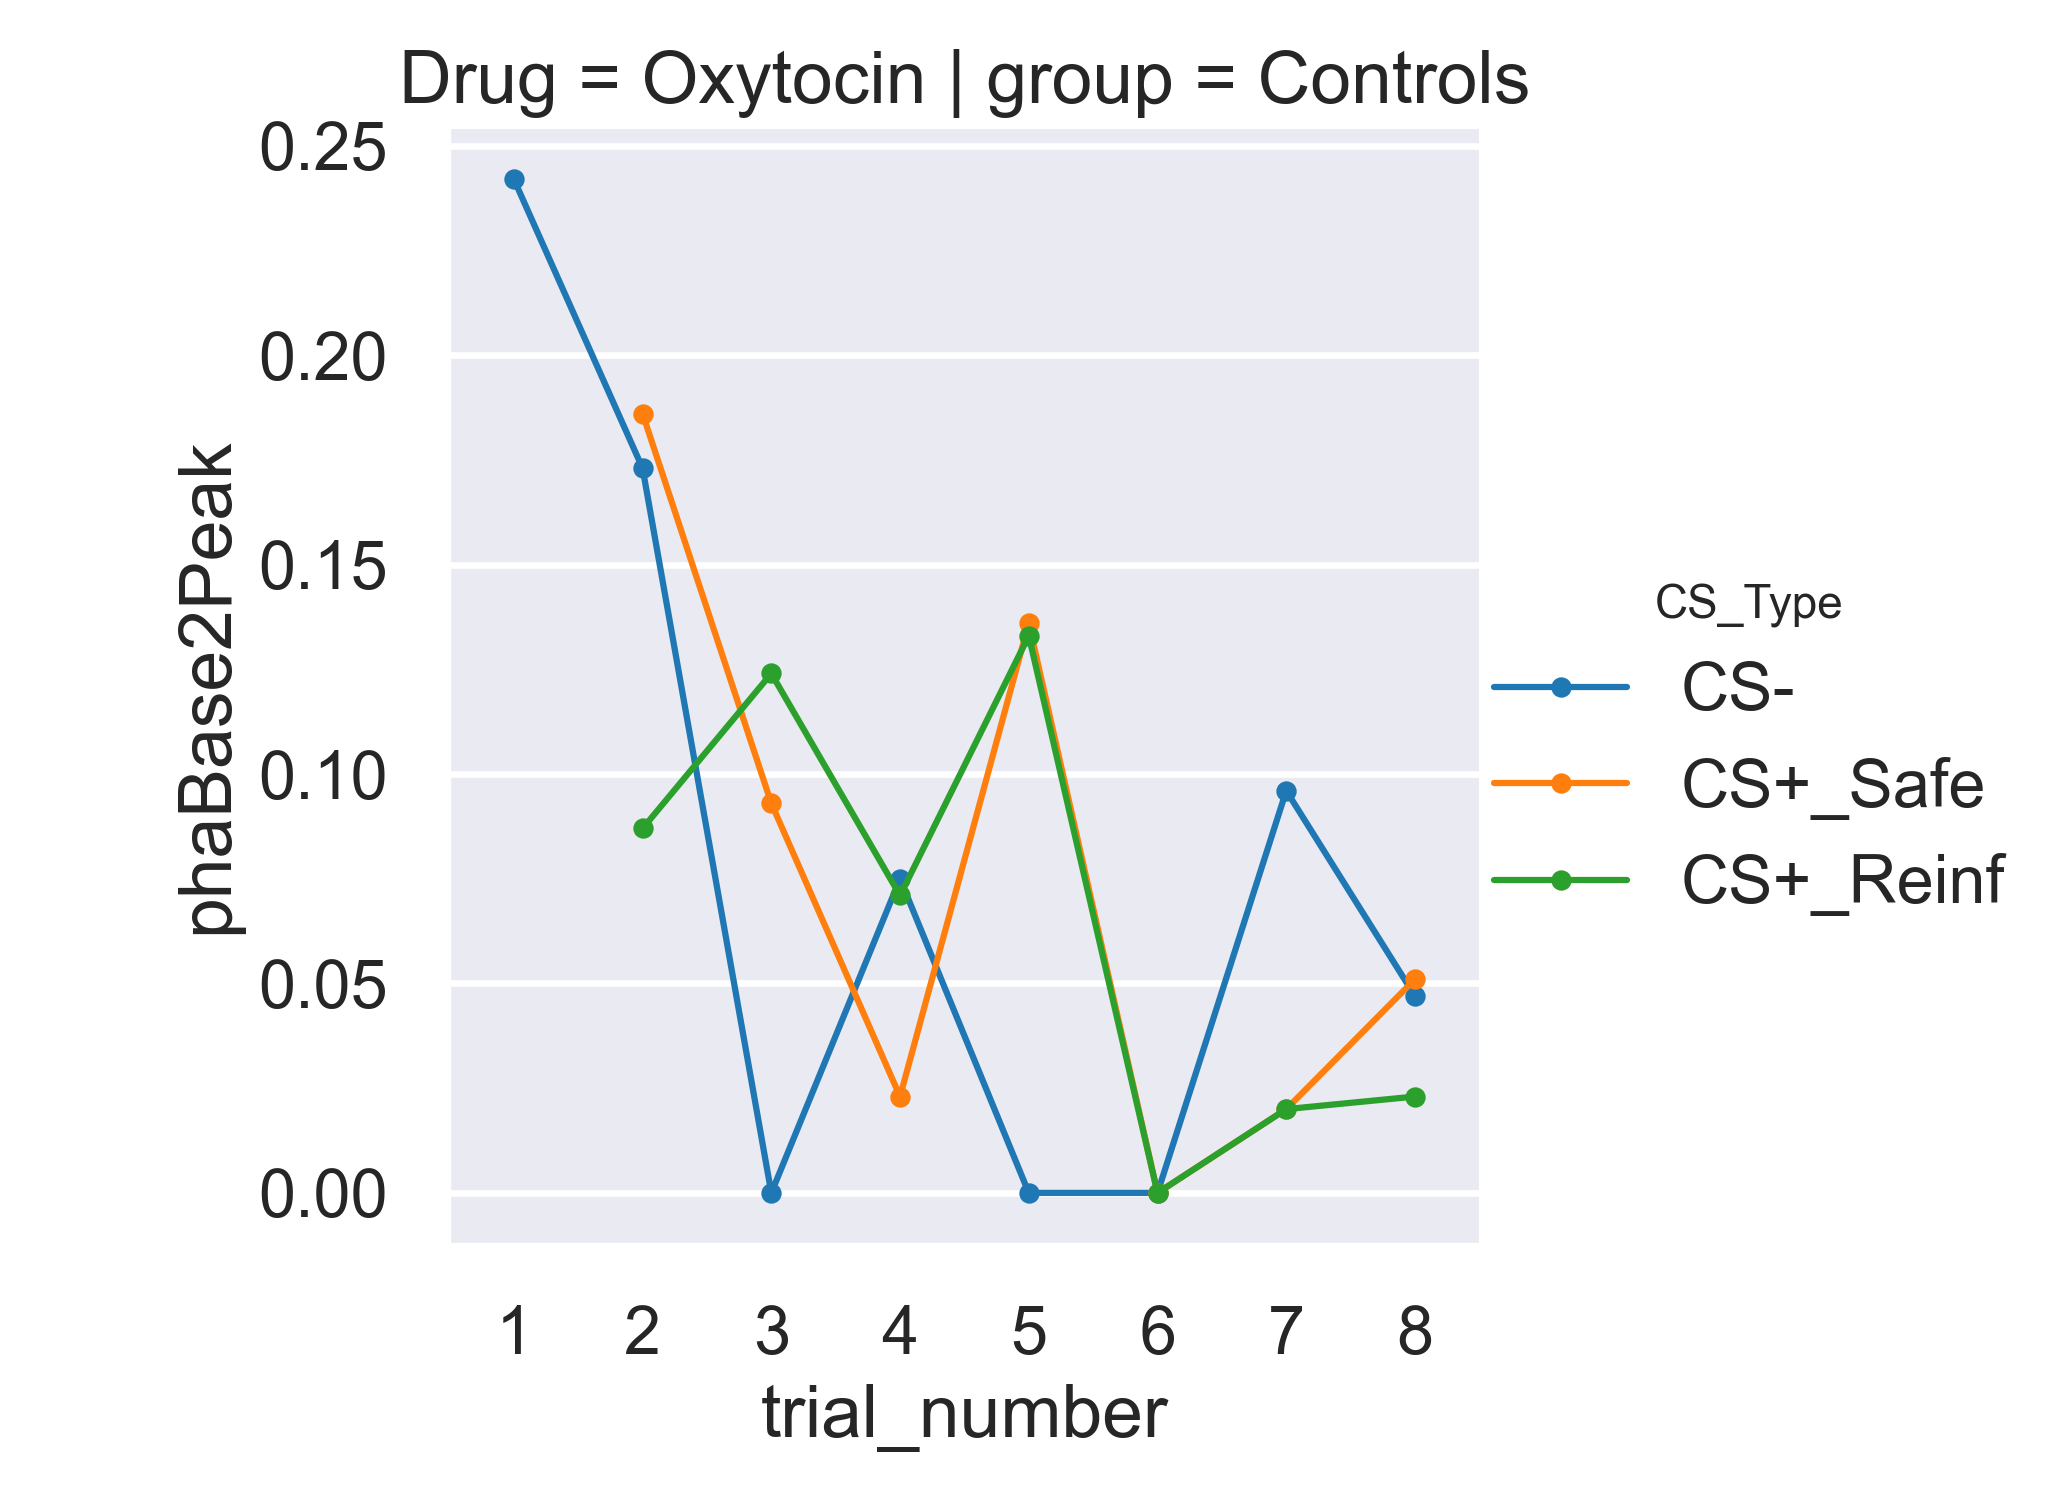 Drug = Oxytocin | group = Controls
0.25
0.20
0.15
0.10
0.05
0.00
phaBase2Peak
1 2 3 4 5 6 7 8
trial_number
CS_Type
CS-
CS+_Safe
CS+_Reinf